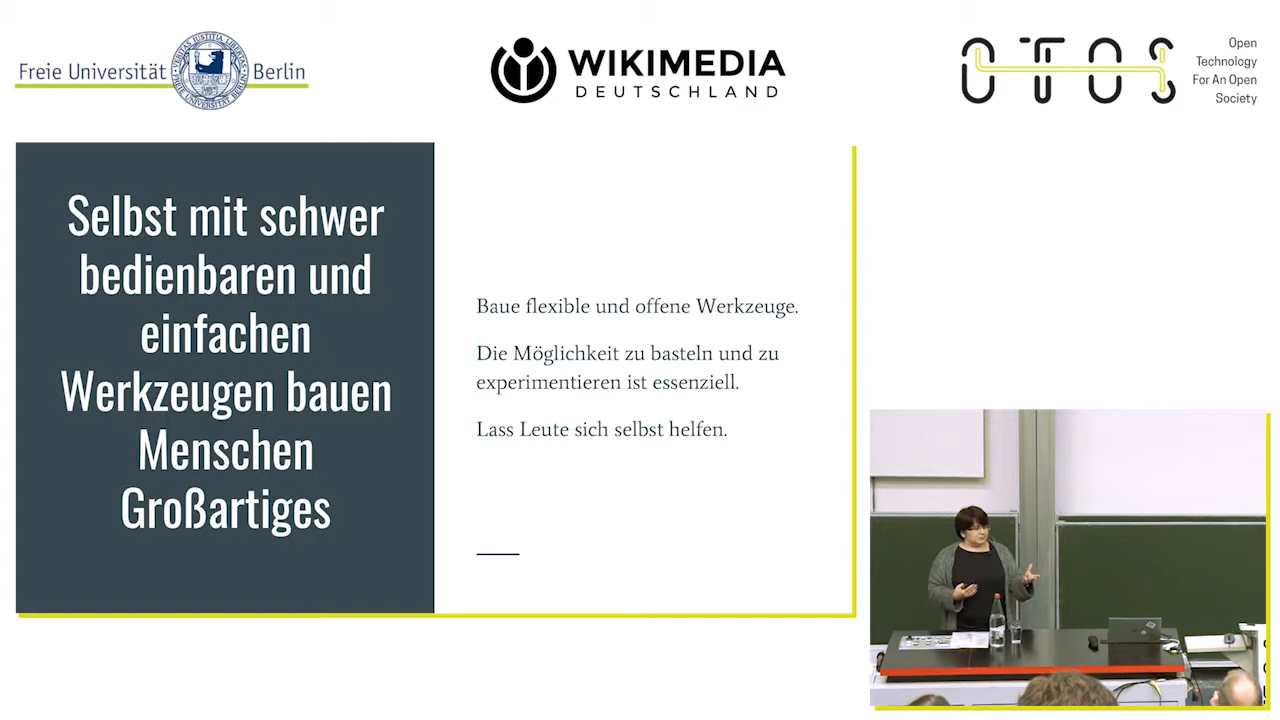 Freie Universität Berlin
WIKIMEDIA
DEUTSCHLAND
OTOS
Open
Technology
For An Open
Society
Selbst mit schwer
bedienbaren und
einfachen
Werkzeugen bauen
Menschen
Großartiges
Baue flexible und offene Werkzeuge.
Die Möglichkeit zu basteln und zu
experimentieren ist essenziell.
Lass Leute sich selbst helfen.